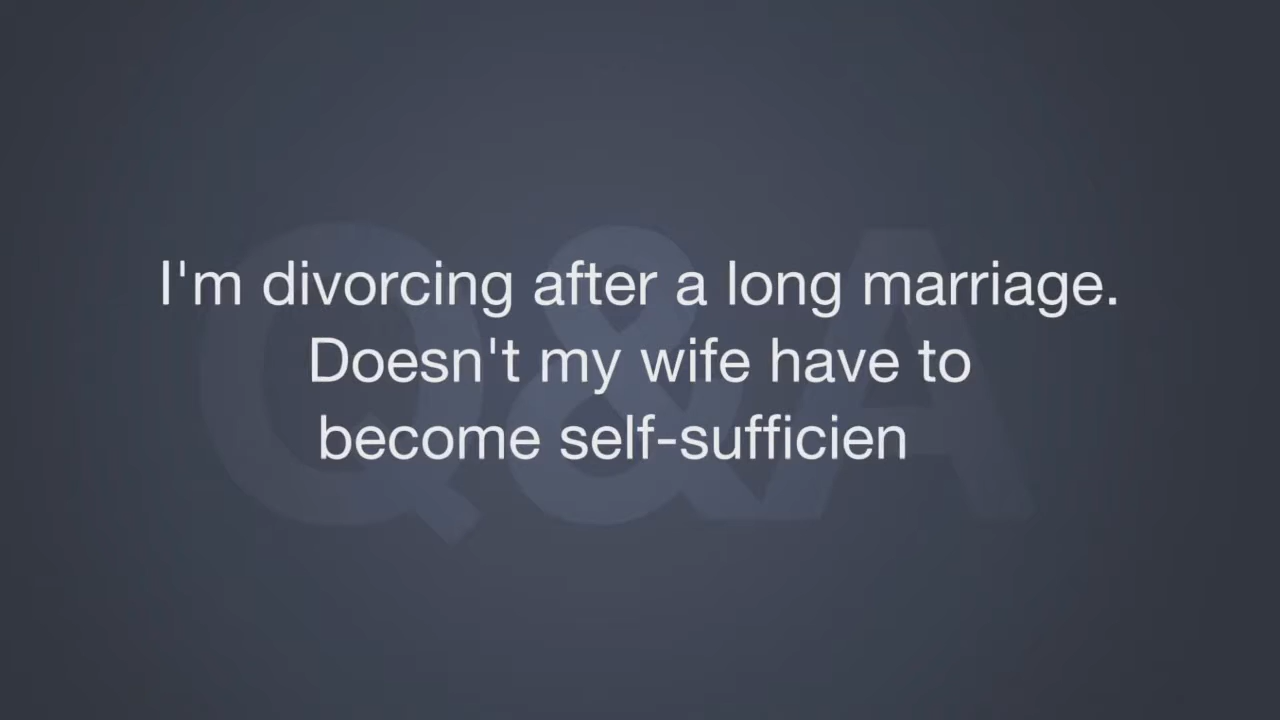 Q&A
I'm divorcing after a long marriage.
Doesn't my wife have to
become self-sufficien